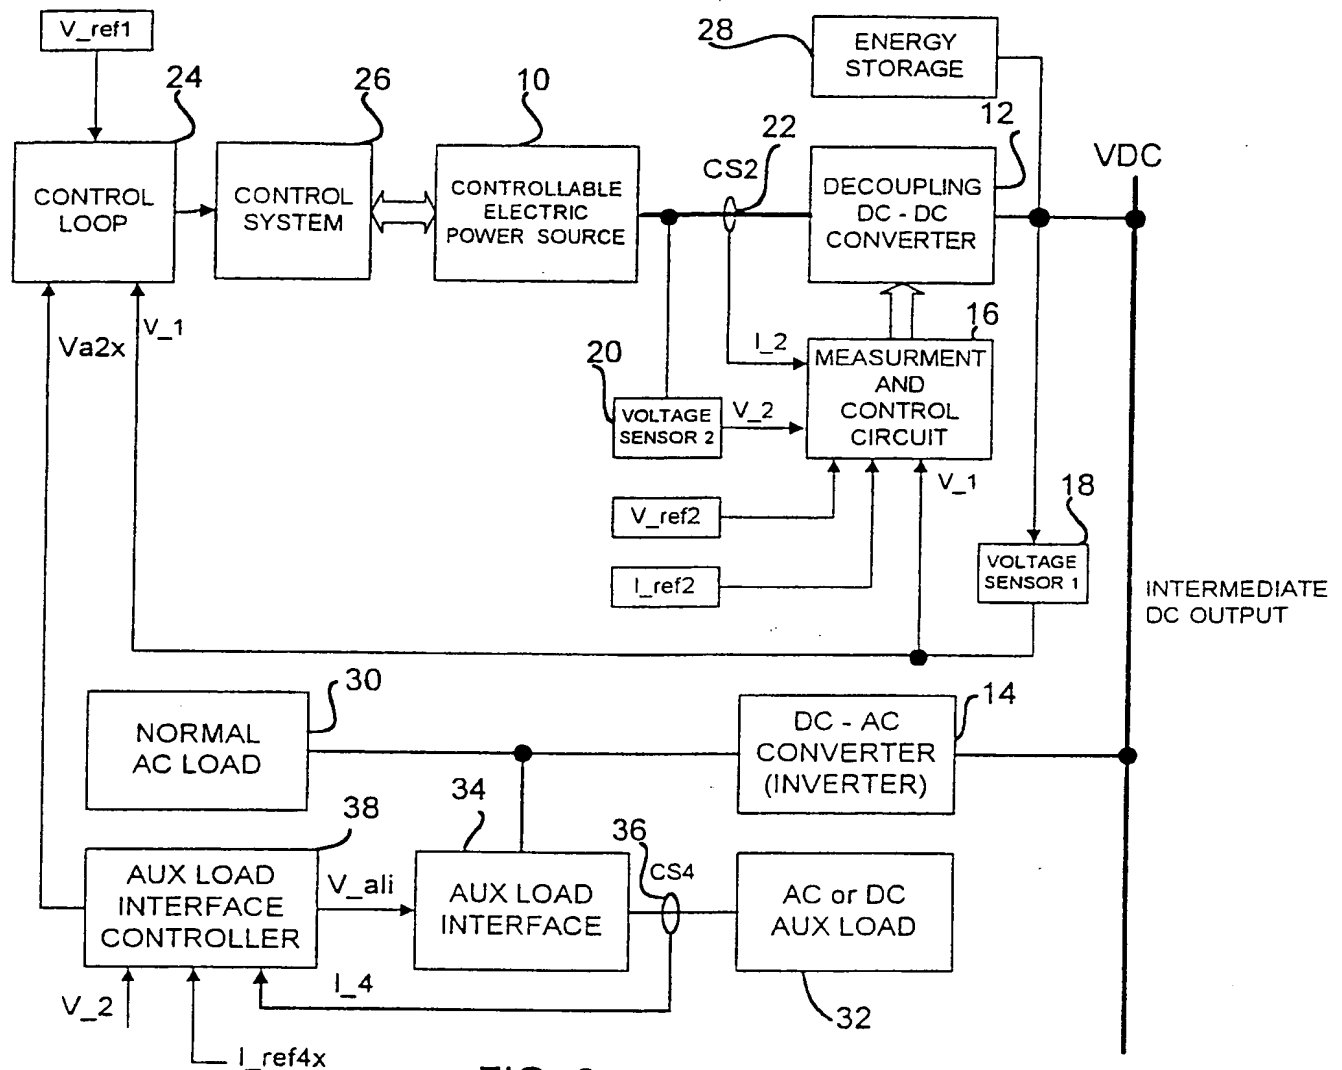 V_ref1
24
26
10
28
ENERGY
STORAGE
12
22
CS2
VDC
CONTROL
LOOP
CONTROL
SYSTEM
CONTROLLABLE
ELECTRIC
POWER SOURCE
DECOUPLING
DC - DC
CONVERTER
Va2x
V_1
I_2
16
20
MEASURMENT
AND
CONTROL
CIRCUIT
VOLTAGE
SENSOR 2
V_2
V_1
18
V_ref2
I_ref2
VOLTAGE
SENSOR 1
INTERMEDIATE
DC OUTPUT
30
14
NORMAL
AC LOAD
DC - AC
CONVERTER
(INVERTER)
38
34
36
CS4
AUX LOAD
INTERFACE
CONTROLLER
V_ali
AUX LOAD
INTERFACE
AC or DC
AUX LOAD
I_4
V_2
32
I_ref4x